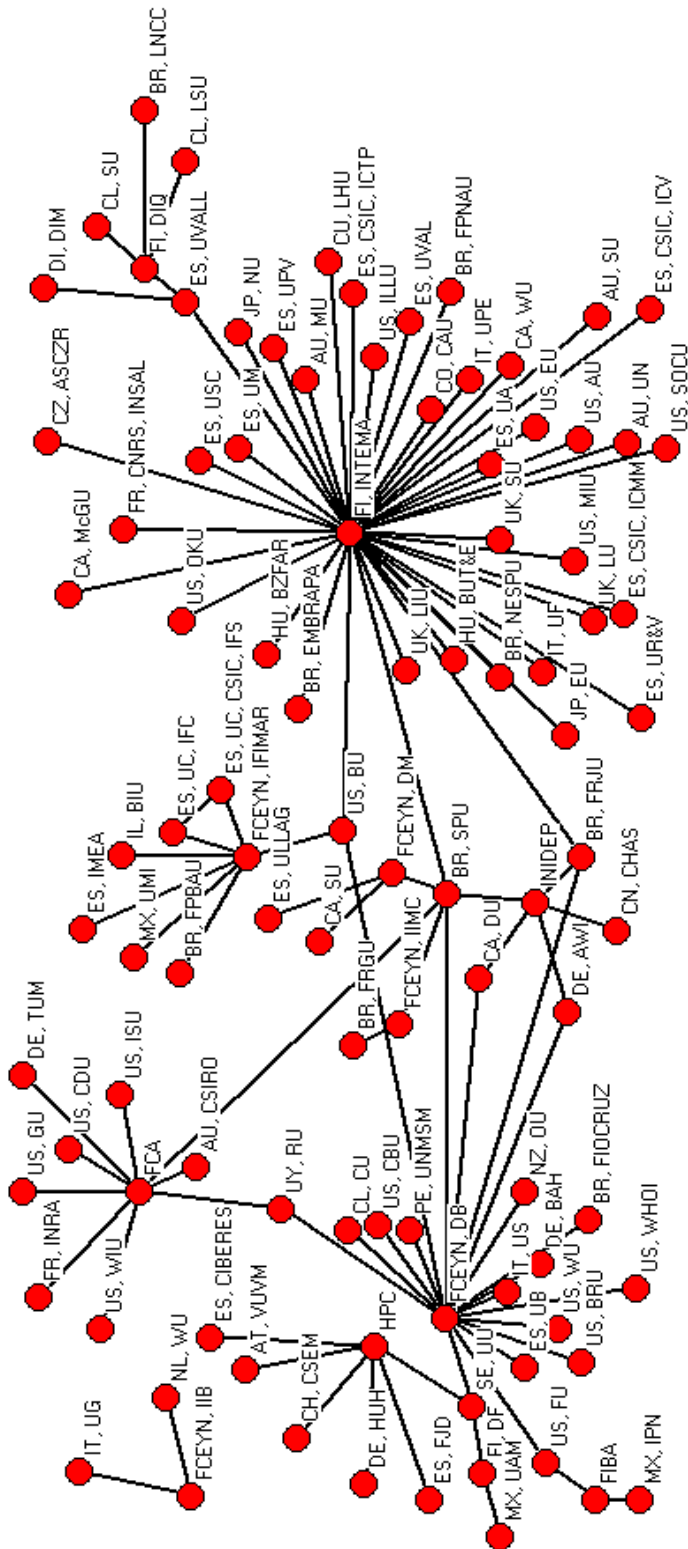 US, GU
DE, TUM
FR, INRA
CZ, ASCZR
DI, DIM
IT, UG
US, CDU
CA, McGU
ES, IMEA
US, WIU
CL, SU
US, ISU
IL, BIU
FR, CNRS, INSAL
MX, UMI
FCA
BR, LNCC
FI, DIQ
NL, WU
BR, FPBAU
ES, UC, IFC
US, OKU
CL, LSU
ES, UVALL
FCEYN, IIB
AU, CSIRO
ES, USC
ES, CIBERES
ES, UC, CSIC, IFS
ES, UM
JP, NU
AT, VUVM
FCEYN, IFIMAR
HU, BZFAR
ES, UPV
ES, ULLAG
UY, RU
CH, CSEM
BR, EMBRAPA
AU, MU
CA, SU
CU, LHU
US, BU
CL, CU
BR, FRGU
FI, INTEMA
ES, CSIC, ICTP
DE, HUH
HPC
US, CBU
US, ILLU
FCEYN, DM
FCEYN, IIMC
PE, UNMSM
UK, LIU
ES, UVAL
ES, FJD
CO, CAU
FCEYN, DB
BR, SPU
HU, BUT&E
BR, FPNAU
SE, UU
CA, DU
IT, UPE
FI, DF
ES, UA
MX, UAM
BR, NESPU
UK, SU
CA, WU
IT, US
ES, UB
NZ, OU
INIDEP
US, EU
US, FU
DE, BAH
IT, UF
US, WU
DE, AWI
JP, EU
US, MIU
US, AU
US, BRU
BR, FIOCRUZ
BR, FRJU
UK, LU
AU, SU
FIBA
CN, CHAS
ES, CSIC, ICMM
AU, UN
MX, IPN
US, WHOI
ES, UR&V
ES, CSIC, ICV
US, SOCU